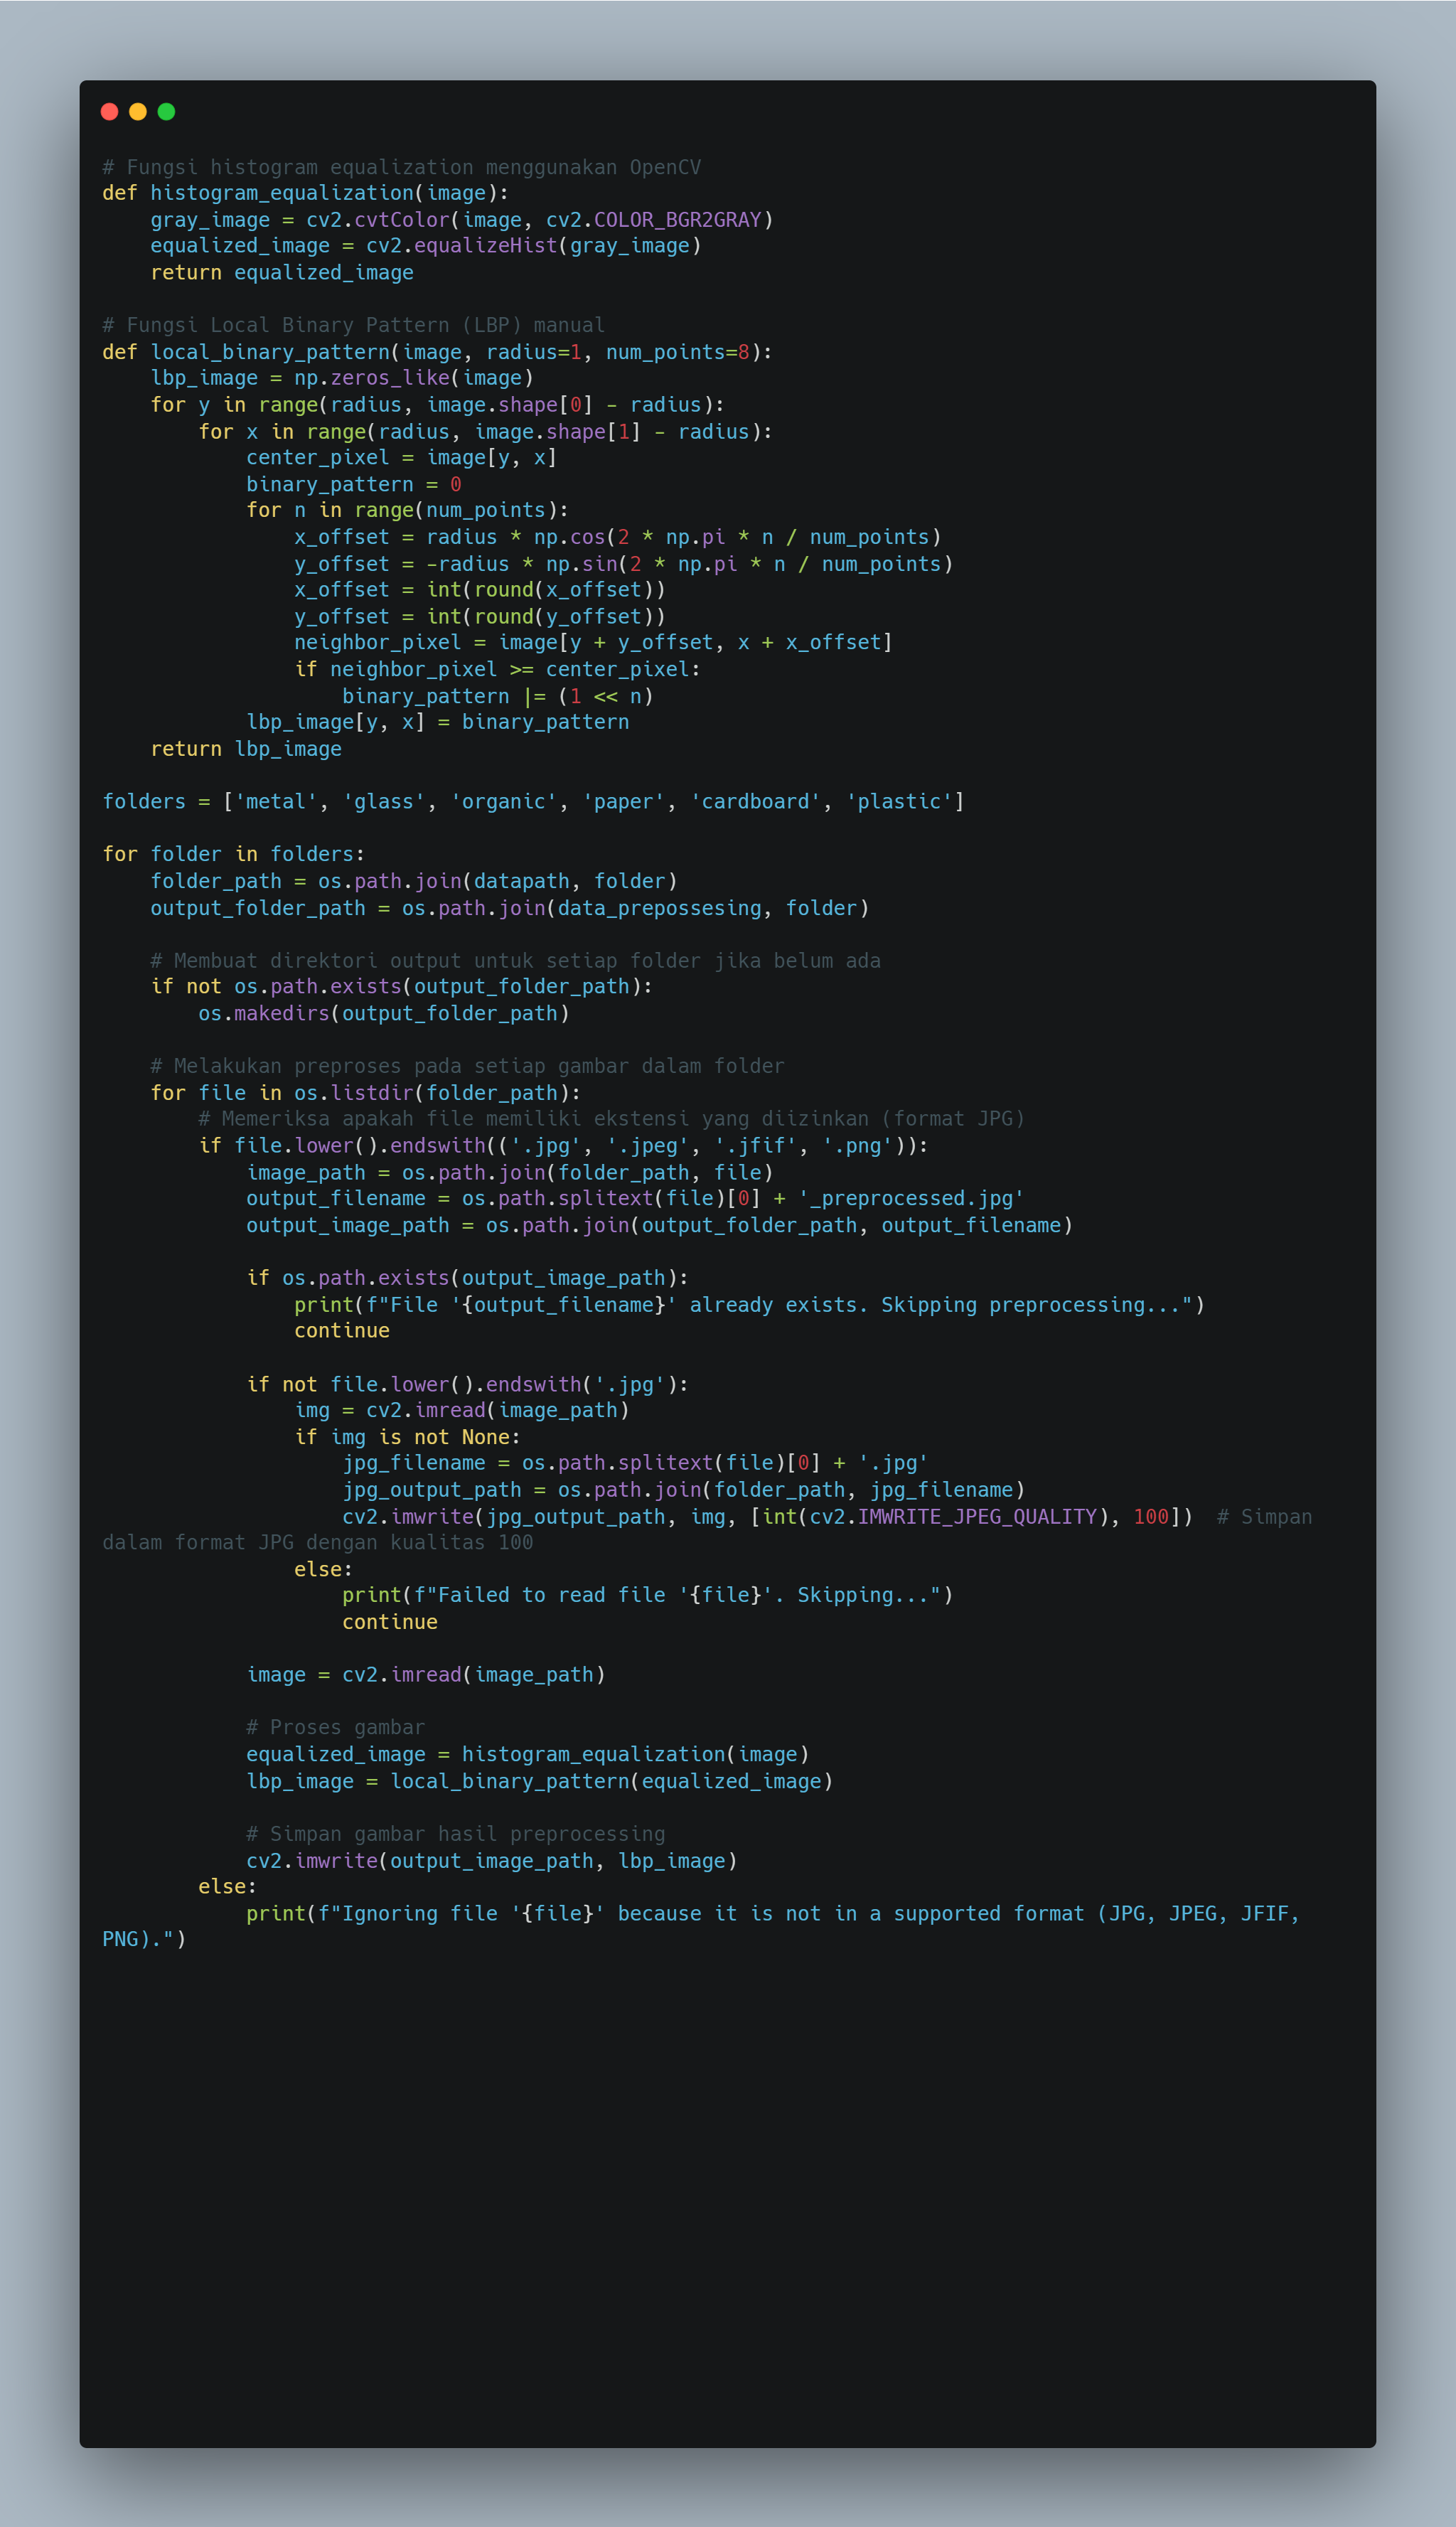 # Fungsi histogram equalization menggunakan OpenCV
def histogram_equalization(image):
    gray_image = cv2.cvtColor(image, cv2.COLOR_BGR2GRAY)
    equalized_image = cv2.equalizeHist(gray_image)
    return equalized_image

# Fungsi Local Binary Pattern (LBP) manual
def local_binary_pattern(image, radius=1, num_points=8):
    lbp_image = np.zeros_like(image)
    for y in range(radius, image.shape[0] - radius):
        for x in range(radius, image.shape[1] - radius):
            center_pixel = image[y, x]
            binary_pattern = 0
            for n in range(num_points):
                x_offset = radius * np.cos(2 * np.pi * n / num_points)
                y_offset = -radius * np.sin(2 * np.pi * n / num_points)
                x_offset = int(round(x_offset))
                y_offset = int(round(y_offset))
                neighbor_pixel = image[y + y_offset, x + x_offset]
                if neighbor_pixel >= center_pixel:
                    binary_pattern |= (1 << n)
            lbp_image[y, x] = binary_pattern
    return lbp_image

folders = ['metal', 'glass', 'organic', 'paper', 'cardboard', 'plastic']

for folder in folders:
    folder_path = os.path.join(datapath, folder)
    output_folder_path = os.path.join(data_prepossesing, folder)

    # Membuat direktori output untuk setiap folder jika belum ada
    if not os.path.exists(output_folder_path):
        os.makedirs(output_folder_path)

    # Melakukan preproses pada setiap gambar dalam folder
    for file in os.listdir(folder_path):
        # Memeriksa apakah file memiliki ekstensi yang diizinkan (format JPG)
        if file.lower().endswith(('.jpg', '.jpeg', '.jfif', '.png')):
            image_path = os.path.join(folder_path, file)
            output_filename = os.path.splitext(file)[0] + '_preprocessed.jpg'
            output_image_path = os.path.join(output_folder_path, output_filename)

            if os.path.exists(output_image_path):
                print(f"File '{output_filename}' already exists. Skipping preprocessing...")
                continue

            if not file.lower().endswith('.jpg'):
                img = cv2.imread(image_path)
                if img is not None:
                    jpg_filename = os.path.splitext(file)[0] + '.jpg'
                    jpg_output_path = os.path.join(folder_path, jpg_filename)
                    cv2.imwrite(jpg_output_path, img, [int(cv2.IMWRITE_JPEG_QUALITY), 100])  # Simpan
dalam format JPG dengan kualitas 100
                else:
                    print(f"Failed to read file '{file}'. Skipping...")
                    continue

            image = cv2.imread(image_path)

            # Proses gambar
            equalized_image = histogram_equalization(image)
            lbp_image = local_binary_pattern(equalized_image)

            # Simpan gambar hasil preprocessing
            cv2.imwrite(output_image_path, lbp_image)
        else:
            print(f"Ignoring file '{file}' because it is not in a supported format (JPG, JPEG, JFIF,
PNG).")